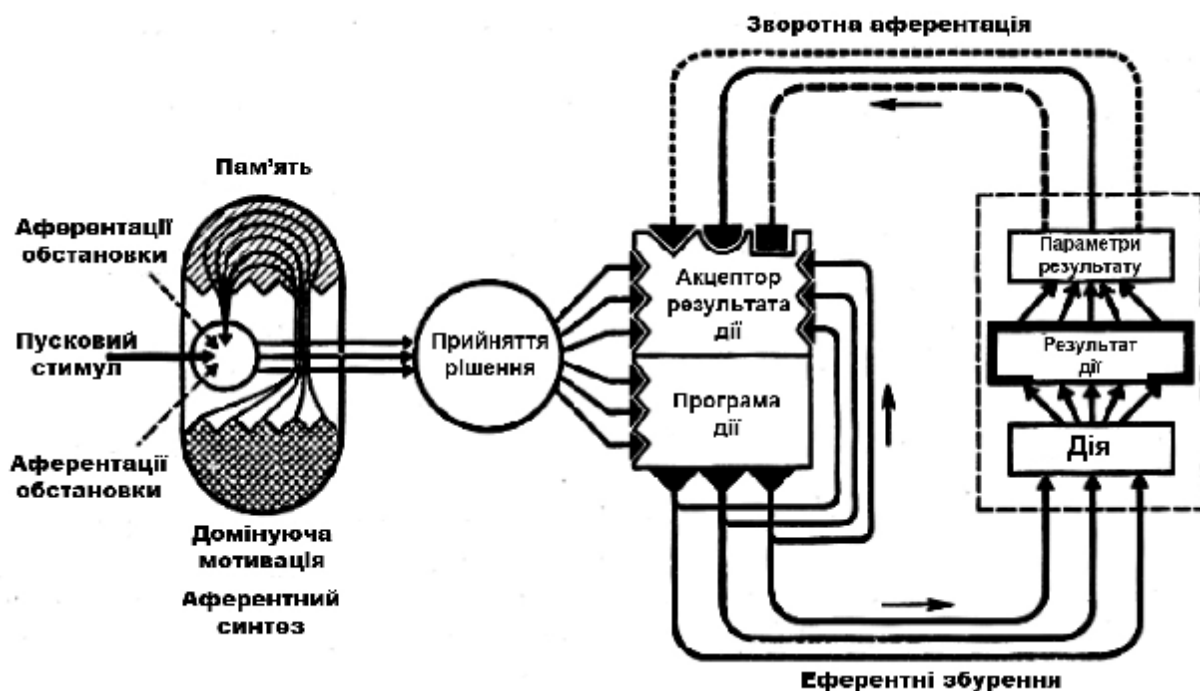 Зворотна аферентація
Пам'ять
Аферентації
обстановки
Пусковий
стимул
Аферентації
обстановки
Домінуюча
мотивація
Аферентний
синтез
Прийняття
рішення
Акцептор
результата
дії
Програма
дії
Параметри
результату
Результат
дії
Дія
Еферентні збурення